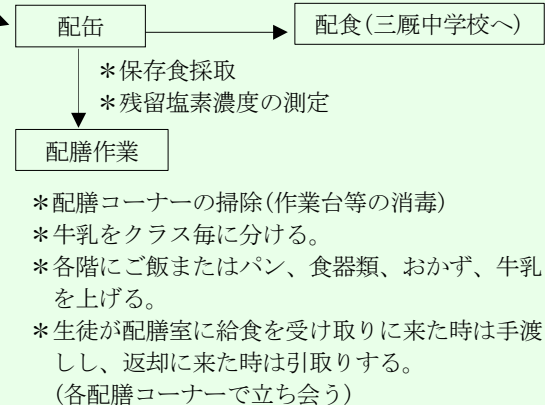 配缶
配食(三厩中学校へ)
＊保存食採取
＊残留塩素濃度の測定
配膳作業
＊配膳コーナーの掃除(作業台等の消毒)
＊牛乳をクラス毎に分ける。
＊各階にご飯またはパン、食器類、おかず、牛乳
を上げる。
＊生徒が配膳室に給食を受け取りに来た時は手渡
しし、返却に来た時は引取りする。
(各配膳コーナーで立ち会う)